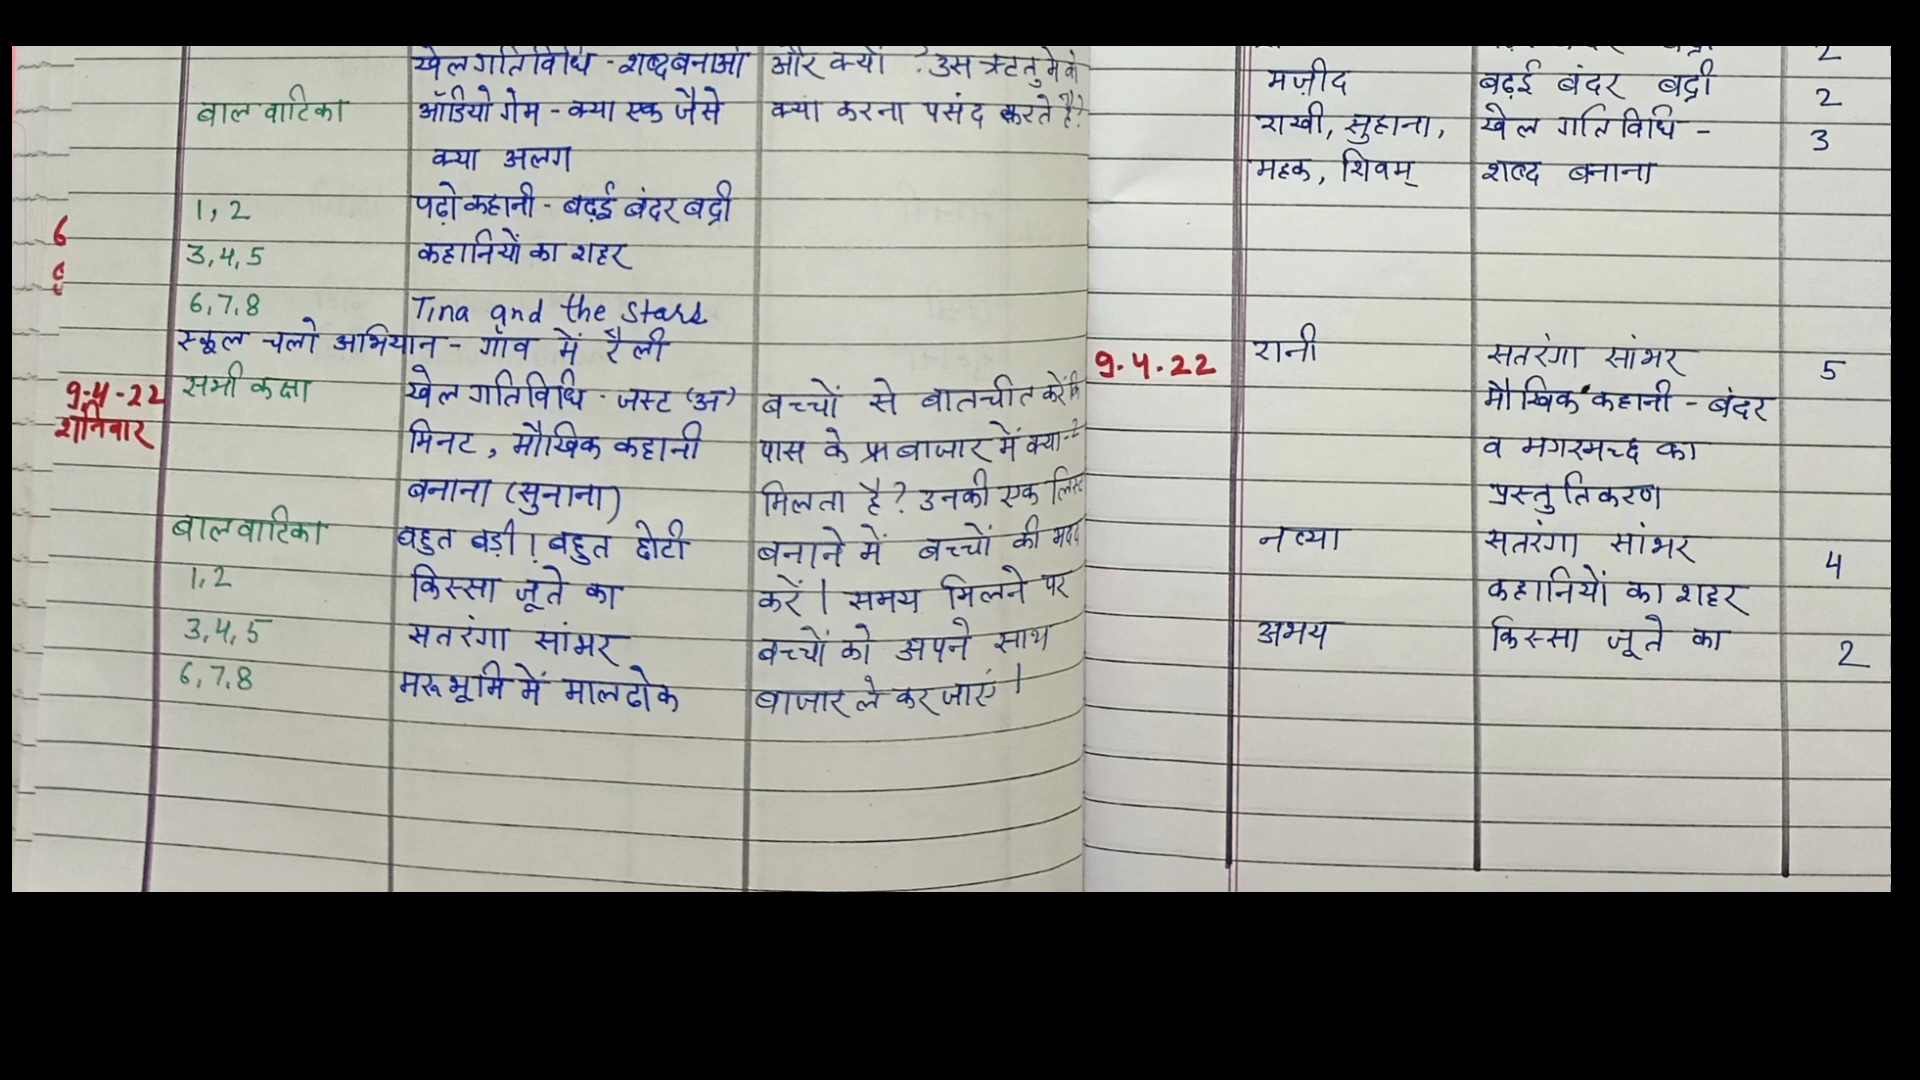 खेल गतिविधि - शब्द बनाओ और क्यों ? उस ऋतु में वो
बालवाटिका ऑडियो गेम - क्या एक जैसे क्या करना पसंद करते है?
क्या अलग
1, 2 पढ़ो कहानी - बढ़ई बंदर बद्री
6
3,4,5 कहानियों का शहर
6,7,8 Tina and the Stars
स्कूल चलो अभियान - गॉव में रैली
9-4-22 सभी कक्षा खेल गतिविधि - जस्ट 'अ' बच्चों से बातचीत करें कि
शनिवार मिनट, मौखिक कहानी पास के बाजार में क्या-2
बनाना (सुनाना) मिलता है? उनकी एक लिस्ट
बालवाटिका बहुत बड़ी ! बहुत छोटी बनाने में बच्चों की मदद
1,2 किस्सा जूते का करें। समय मिलने पर
3,4,5 सतरंगा सांभर बच्चों को अपने साथ
6,7,8 मरूभूमि में मालढोक बाजार ले कर जाएं।
2
मज़ीद बढ़ई बंदर बद्री 2
राखी, सुहाना, खेल गतिविधि - 3
महक, शिवम् शब्द बनाना
9.4.22 रानी सतरंगा सांभर 5
मौखिक कहानी - बंदर
व मगरमच्छ का
प्रस्तुतिकरण
नव्या सतरंगा सांभर 4
कहानियों का शहर
अभय किस्सा जूते का 2